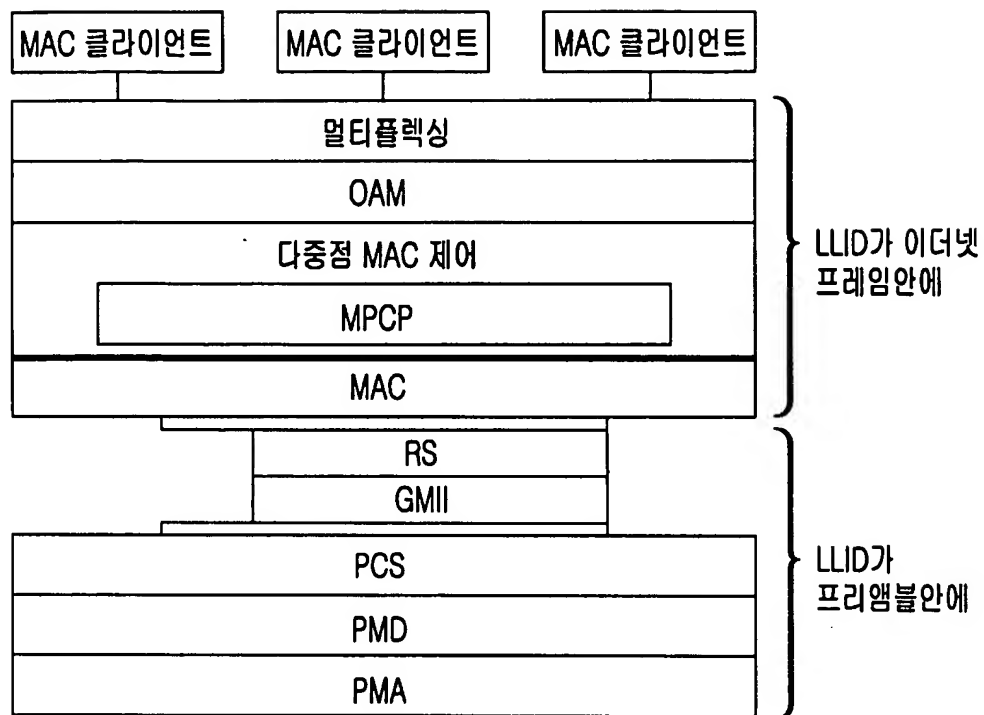 MAC 클라이언트
MAC 클라이언트
MAC 클라이언트
멀티플렉싱
OAM
다중점 MAC 제어
MPCP
MAC
LLID가 이더넷
프레임안에
RS
GMII
PCS
PMD
PMA
LLID가
프리앰블안에